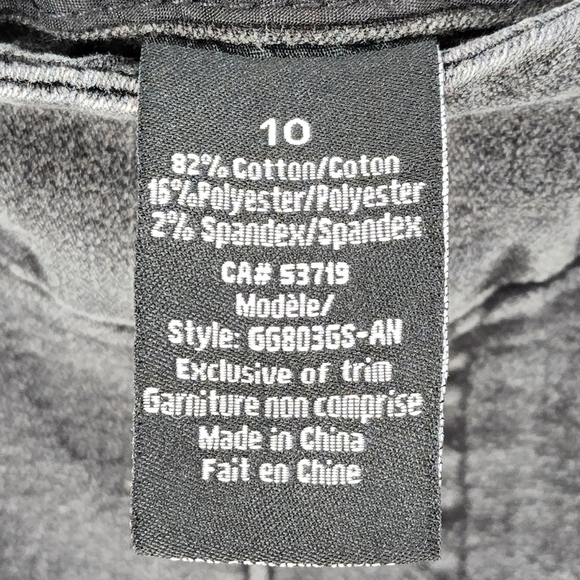 10
82% Cotton/Coton
16% Polyester/Polyester
2% Spandex/Spandex
CA# 53719
Modèle/
Style: GG803GS-AN
Exclusive of trim
Garniture non comprise
Made in China
Fait en Chine